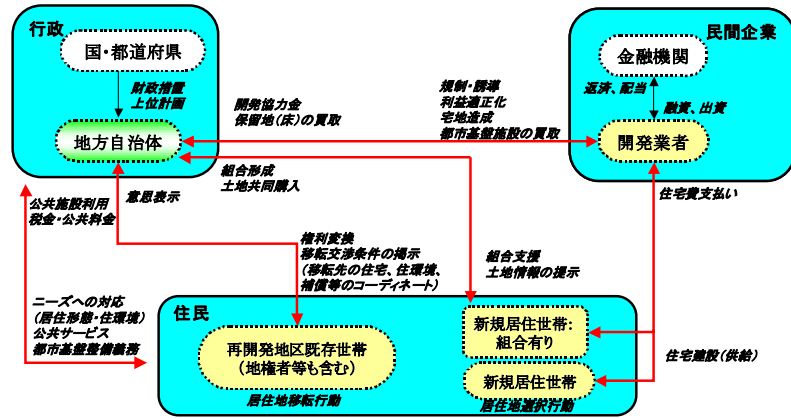 行政
国・都道府県
財政措置
上位計画
地方自治体
民間企業
金融機関
返済、配当
融資、出資
開発業者
開発協力金
保留地(床)の買取
規制・誘導
利益適正化
宅地造成
都市基盤施設の買取
組合形成
土地共同購入
公共施設利用
税金・公共料金
意思表示
住宅費支払い
権利変換
移転交渉条件の掲示
(移転先の住宅、住環境、
補償等のコーディネート)
組合支援
土地情報の提示
ニーズへの対応
(居住形態・住環境)
公共サービス
都市基盤整備義務
住民
再開発地区既存世帯
(地権者等も含む)
居住地移転行動
新規居住世帯:
組合有り
新規居住世帯
居住地選択行動
住宅建設(供給)